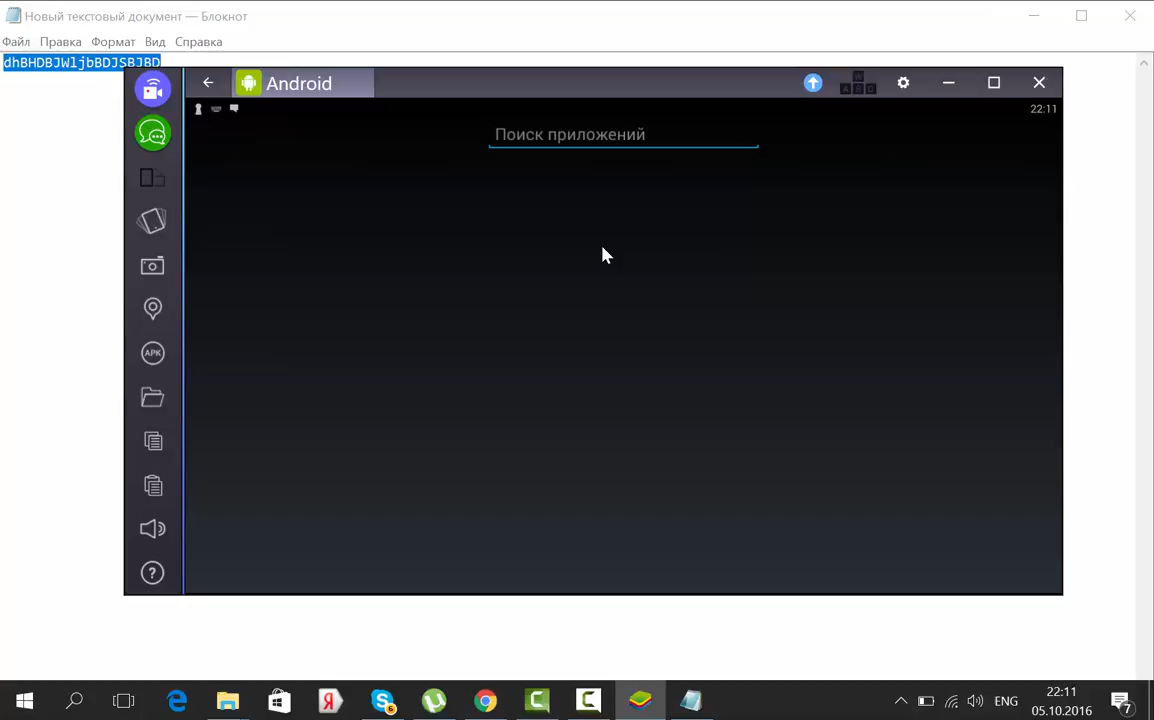 Новый текстовый документ — Блокнот
Файл Правка Формат Вид Справка
dhBHDBJWljbBDJSBJBD
Android
22:11
Поиск приложений
APK
ENG
22:11
05.10.2016
7